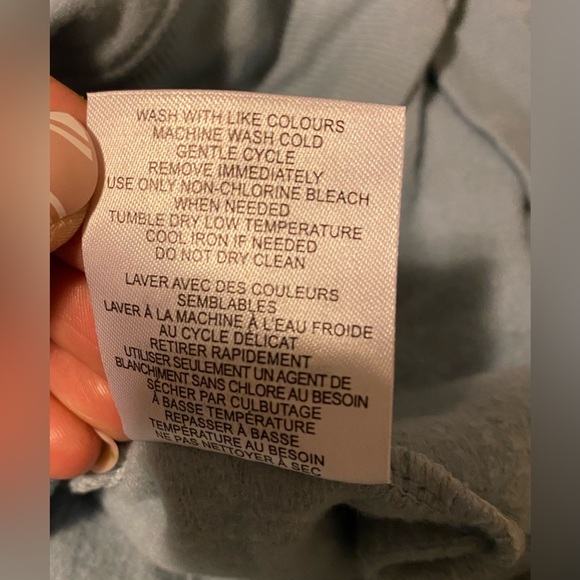 WASH WITH LIKE COLOURS
MACHINE WASH COLD
GENTLE CYCLE
REMOVE IMMEDIATELY
USE ONLY NON-CHLORINE BLEACH
WHEN NEEDED
TUMBLE DRY LOW TEMPERATURE
COOL IRON IF NEEDED
DO NOT DRY CLEAN
LAVER AVEC DES COULEURS
SEMBLABLES
LAVER À LA MACHINE À L'EAU FROIDE
AU CYCLE DÉLICAT
RETIRER RAPIDEMENT
UTILISER SEULEMENT UN AGENT DE
BLANCHIMENT SANS CHLORE AU BESOIN
SÉCHER PAR CULBUTAGE
À BASSE TEMPÉRATURE
REPASSER À BASSE
TEMPÉRATURE AU BESOIN
NE PAS NETTOYER À SEC